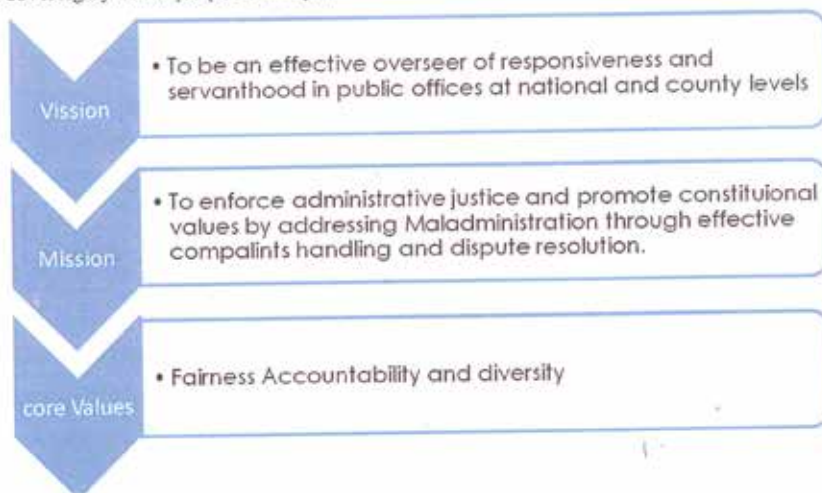 Vission
• To be an effective overseer of responsiveness and
servanthood in public offices at national and county levels
Mission
• To enforce administrative justice and promote constituional
values by addressing Maladministration through effective
compalints handling and dispute resolution.
core Values
• Fairness Accountability and diversity